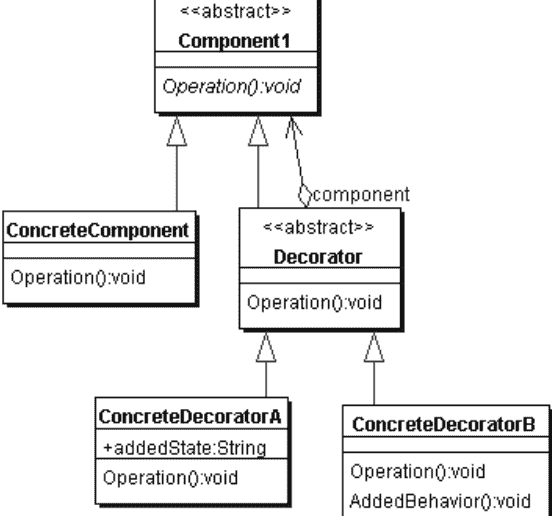 <<abstract>>
Component1
Operation():void
component
ConcreteComponent
Operation():void
<<abstract>>
Decorator
Operation():void
ConcreteDecoratorA
+addedState:String
Operation():void
ConcreteDecoratorB
Operation():void
AddedBehavior():void